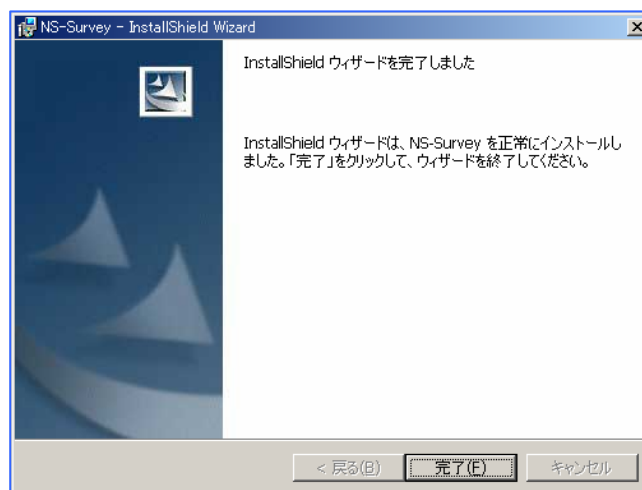 NS-Survey - InstallShield Wizard
InstallShield ウィザードを完了しました
InstallShield ウィザードは、NS-Survey を正常にインストールし
ました。「完了」をクリックして、ウィザードを終了してください。
< 戻る(B)
完了(F)
キャンセル